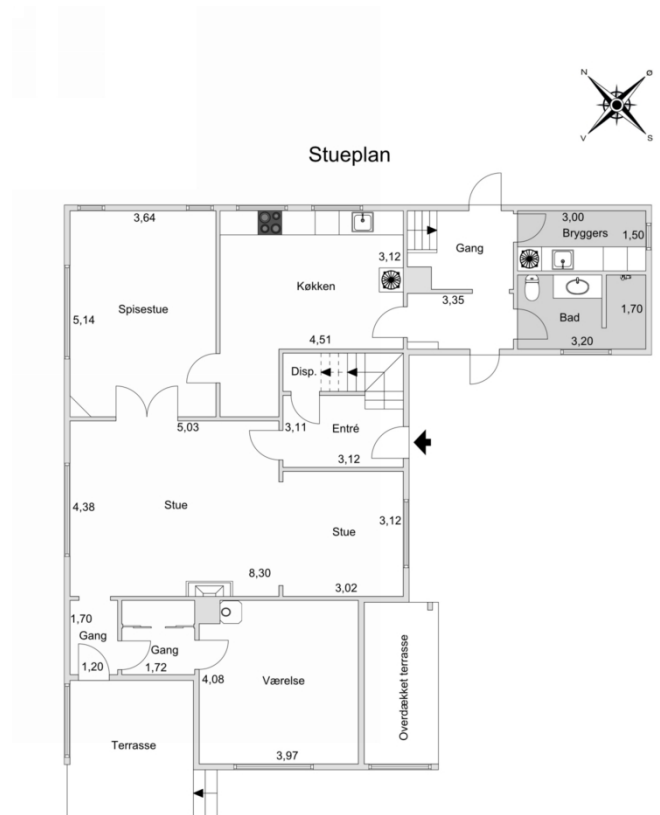 N
Ø
V
S
Stueplan
3,64
5,14
Spisestue
3,12
Køkken
4,51
Gang
3,35
3,00
Bryggers
1,50
1,70
Bad
3,20
Disp.
3,11
Entré
3,12
5,03
4,38
Stue
8,30
Stue
3,12
3,02
1,70
Gang
1,20
Gang
1,72
4,08
Værelse
3,97
Overdækket terrasse
Terrasse